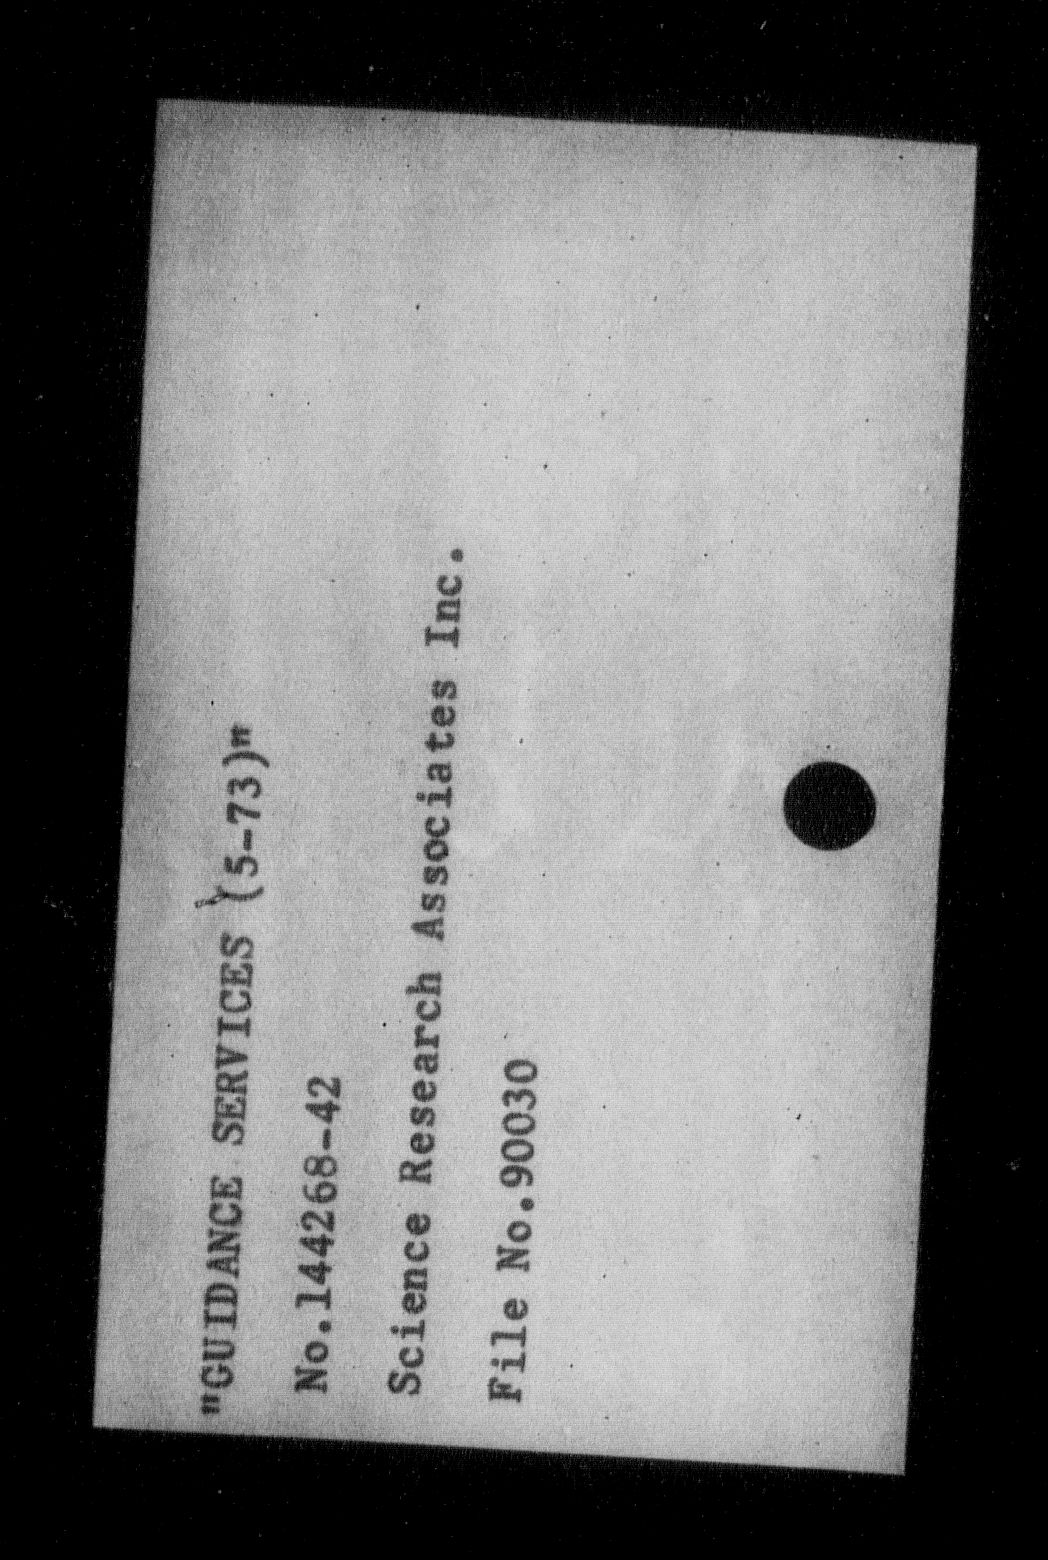 "GUIDANCE SERVICES (5-73)"
No.144268-42
Science Research Associates Inc.
File No.90030